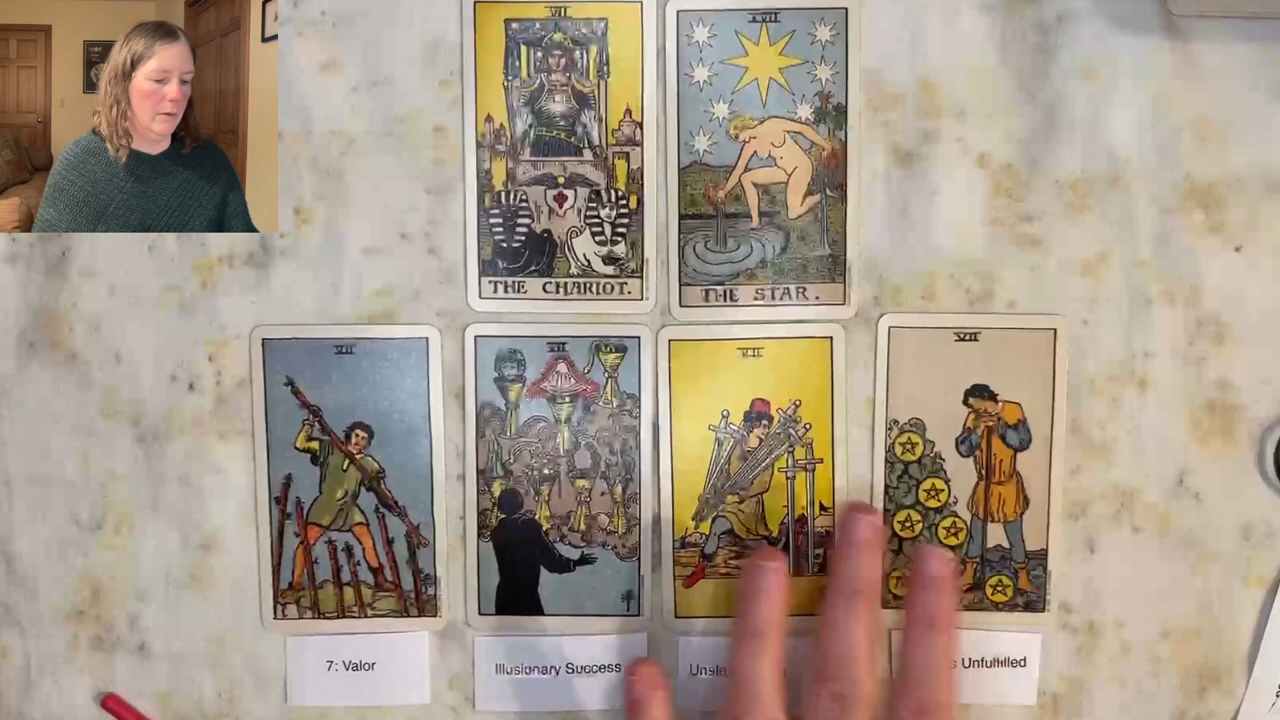 VII
XVII
THE CHARIOT.
THE STAR.
VII
VII
VII
VII
7: Valor
Illusionary Success
Unfulfilled